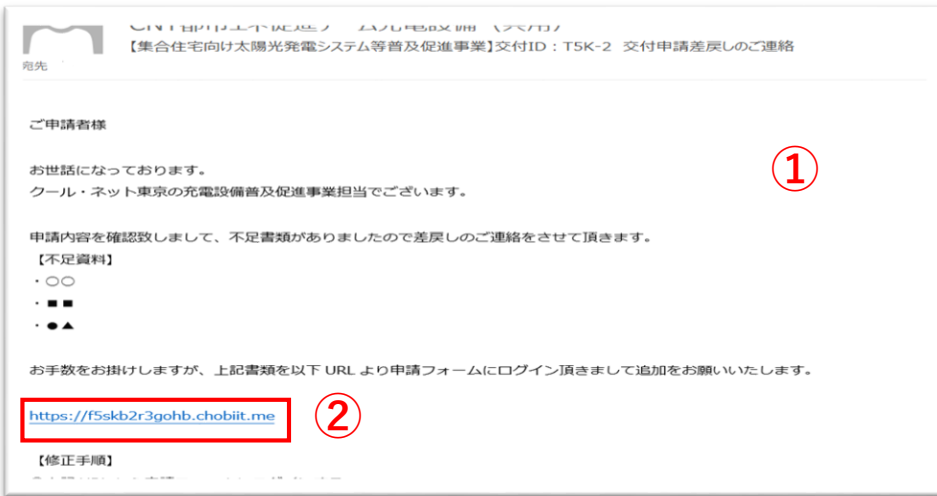 【集合住宅向け太陽光発電システム等普及促進事業】交付ID：T5K-2 交付申請差戻しのご連絡
宛先
ご申請者様
①
お世話になっております。
クール・ネット東京の充電設備普及促進事業担当でございます。
申請内容を確認致しまして、不足書類がありましたので差戻しのご連絡をさせて頂きます。
【不足資料】
・○○
・■■
・●▲
お手数をお掛けしますが、上記書類を以下 URL より申請フォームにログイン頂きまして追加をお願いいたします。
https://f5skb2r3gohb.chobiit.me
②
【修正手順】